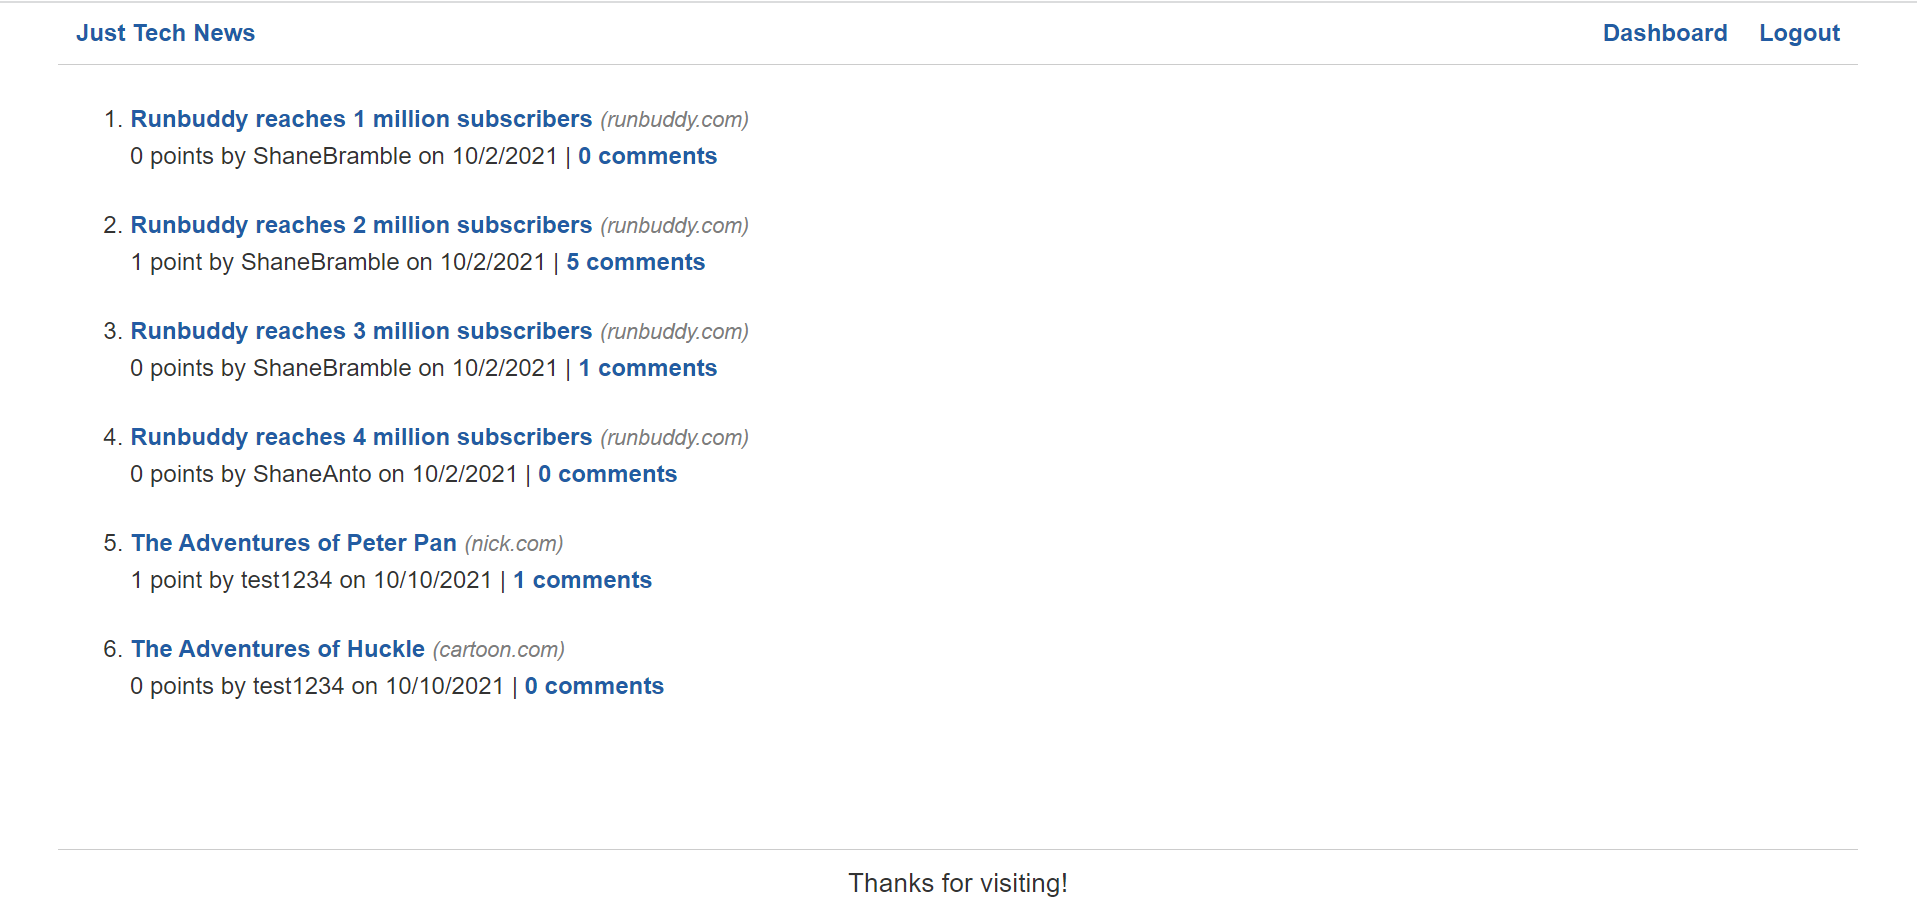 Just Tech News Dashboard Logout
1. Runbuddy reaches 1 million subscribers (runbuddy.com)
0 points by ShaneBramble on 10/2/2021 | 0 comments
2. Runbuddy reaches 2 million subscribers (runbuddy.com)
1 point by ShaneBramble on 10/2/2021 | 5 comments
3. Runbuddy reaches 3 million subscribers (runbuddy.com)
0 points by ShaneBramble on 10/2/2021 | 1 comments
4. Runbuddy reaches 4 million subscribers (runbuddy.com)
0 points by ShaneAnto on 10/2/2021 | 0 comments
5. The Adventures of Peter Pan (nick.com)
1 point by test1234 on 10/10/2021 | 1 comments
6. The Adventures of Huckle (cartoon.com)
0 points by test1234 on 10/10/2021 | 0 comments
Thanks for visiting!